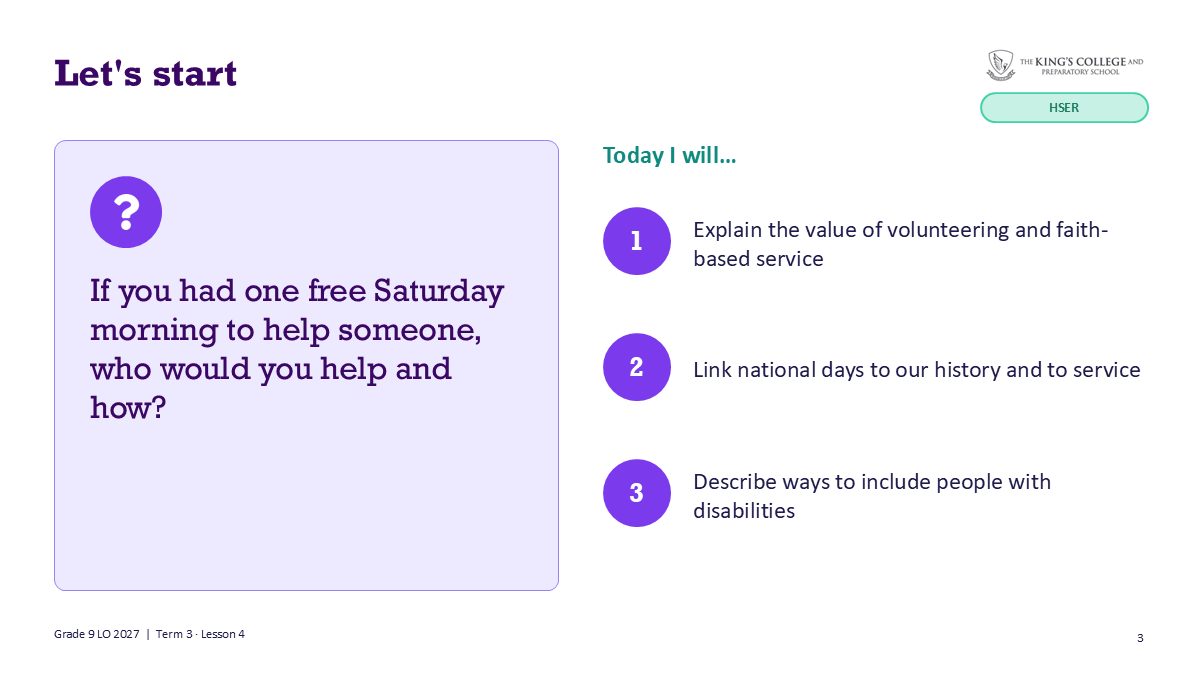 Let's start
THE KING'S COLLEGE AND
PREPARATORY SCHOOL
HSER
?
If you had one free Saturday
morning to help someone,
who would you help and
how?
Today I will...
1
Explain the value of volunteering and faith-
based service
2
Link national days to our history and to service
3
Describe ways to include people with
disabilities
Grade 9 LO 2027 | Term 3 · Lesson 4
3